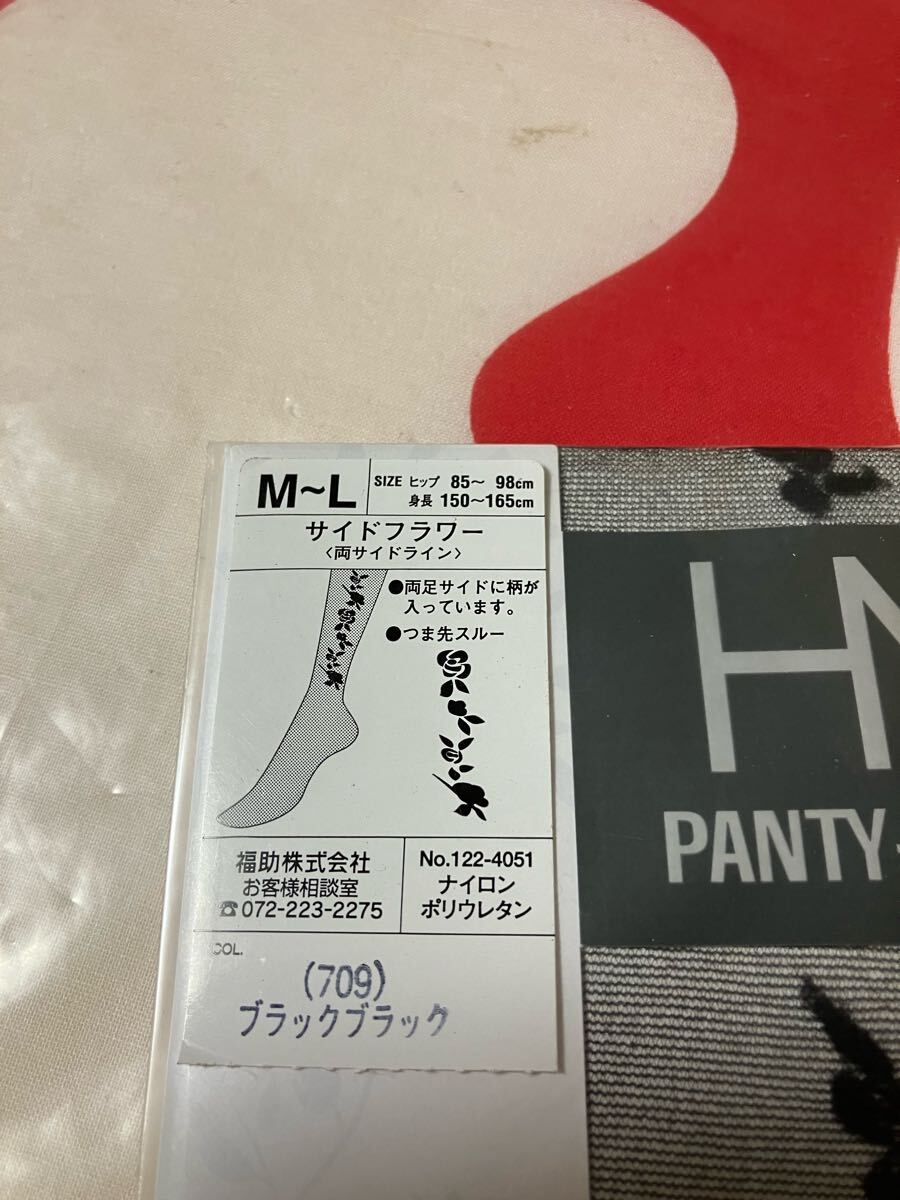 M~L
SIZE ヒップ 85～ 98cm
身長 150～165cm
サイドフラワー
〈両サイドライン〉
●両足サイドに柄が
入っています。
●つま先スルー
福助株式会社
お客様相談室
☎072-223-2275
No.122-4051
ナイロン
ポリウレタン
COL.
(709)
ブラックブラック
PANTY-